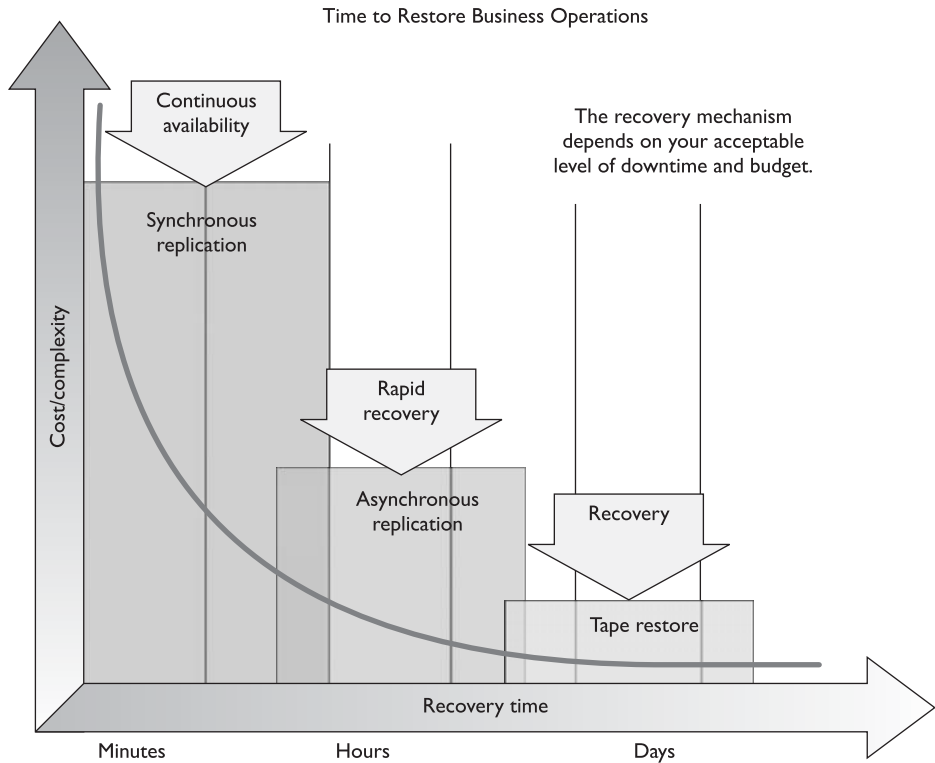 Time to Restore Business Operations
Continuous
availability
The recovery mechanism
depends on your acceptable
level of downtime and budget.
Synchronous
replication
Cost/complexity
Rapid
recovery
Asynchronous
replication
Recovery
Tape restore
Recovery time
Minutes
Hours
Days